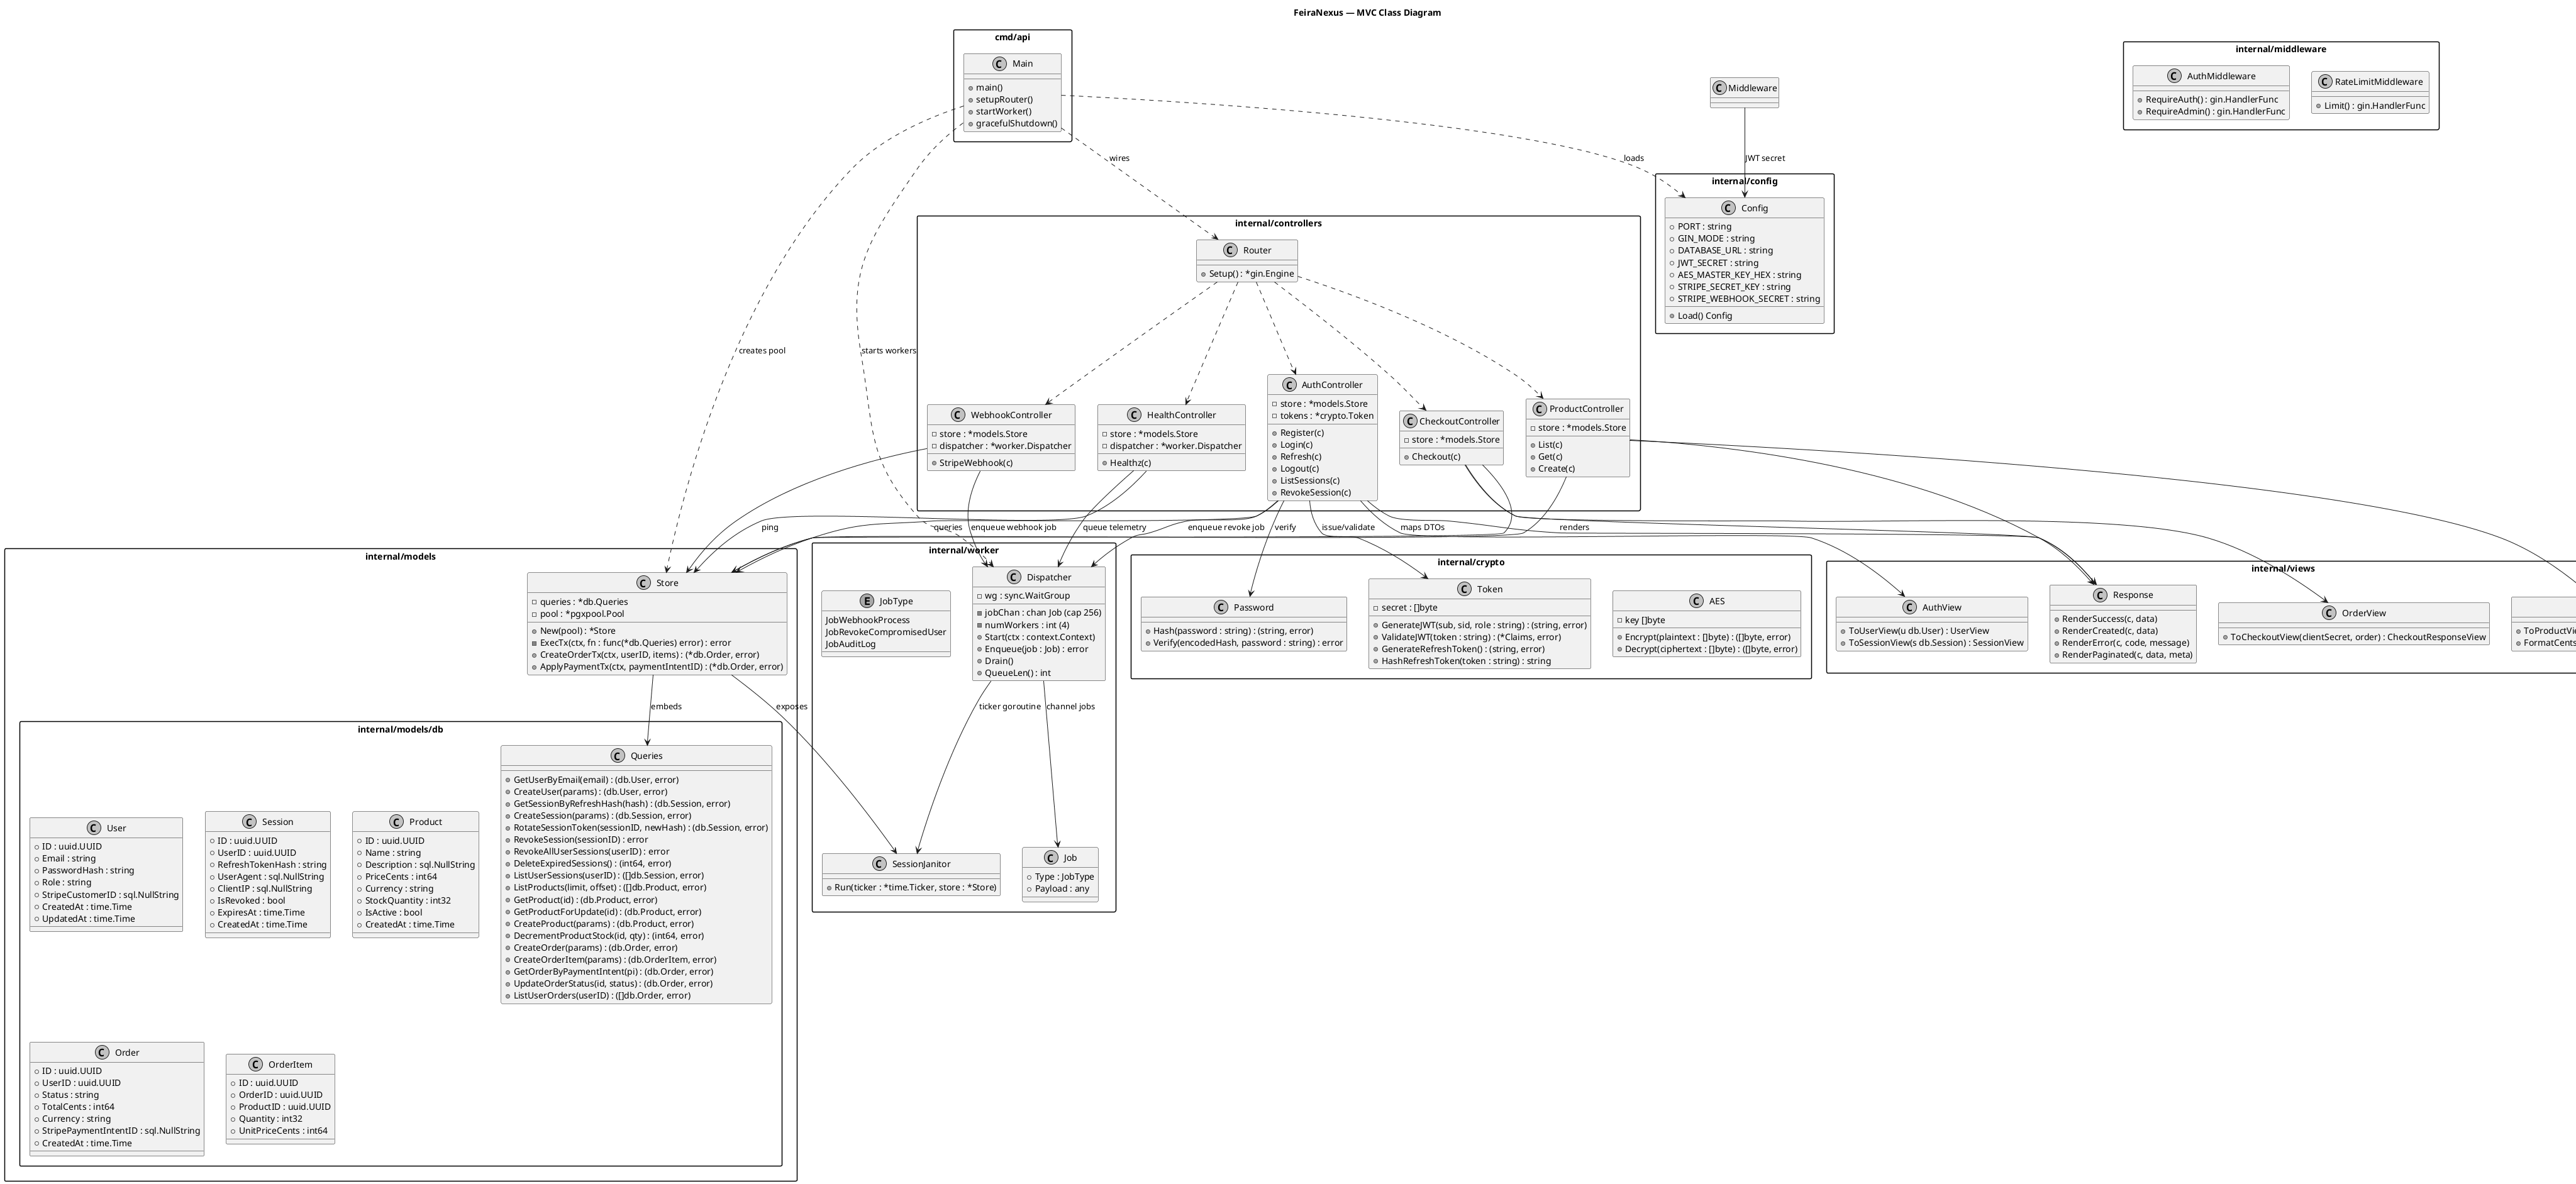 FeiraNexus — MVC Class Diagram
cmd/api
Main
main()
setupRouter()
startWorker()
gracefulShutdown()
Middleware
internal/middleware
AuthMiddleware
RequireAuth() : gin.HandlerFunc
RequireAdmin() : gin.HandlerFunc
RateLimitMiddleware
Limit() : gin.HandlerFunc
wires
loads
JWT secret
creates pool
starts workers
internal/config
Config
PORT : string
GIN_MODE : string
DATABASE_URL : string
JWT_SECRET : string
AES_MASTER_KEY_HEX : string
STRIPE_SECRET_KEY : string
STRIPE_WEBHOOK_SECRET : string
Load() Config
internal/controllers
Router
Setup() : *gin.Engine
WebhookController
store : *models.Store
dispatcher : *worker.Dispatcher
StripeWebhook(c)
HealthController
store : *models.Store
dispatcher : *worker.Dispatcher
Healthz(c)
AuthController
store : *models.Store
tokens : *crypto.Token
Register(c)
Login(c)
Refresh(c)
Logout(c)
ListSessions(c)
RevokeSession(c)
CheckoutController
store : *models.Store
Checkout(c)
ProductController
store : *models.Store
List(c)
Get(c)
Create(c)
ping
queries
enqueue webhook job
queue telemetry
enqueue revoke job
verify
issue/validate
maps DTOs
renders
internal/models
Store
queries : *db.Queries
pool : *pgxpool.Pool
New(pool) : *Store
ExecTx(ctx, fn : func(*db.Queries) error) : error
CreateOrderTx(ctx, userID, items) : (*db.Order, error)
ApplyPaymentTx(ctx, paymentIntentID) : (*db.Order, error)
embeds
exposes
internal/worker
JobType
JobWebhookProcess
JobRevokeCompromisedUser
JobAuditLog
Dispatcher
wg : sync.WaitGroup
jobChan : chan Job (cap 256)
numWorkers : int (4)
Start(ctx : context.Context)
Enqueue(job : Job) : error
Drain()
QueueLen() : int
ticker goroutine
channel jobs
SessionJanitor
Run(ticker : *time.Ticker, store : *Store)
Job
Type : JobType
Payload : any
internal/crypto
Password
Hash(password : string) : (string, error)
Verify(encodedHash, password : string) : error
Token
secret : []byte
GenerateJWT(sub, sid, role : string) : (string, error)
ValidateJWT(token : string) : (*Claims, error)
GenerateRefreshToken() : (string, error)
HashRefreshToken(token : string) : string
AES
key []byte
Encrypt(plaintext : []byte) : ([]byte, error)
Decrypt(ciphertext : []byte) : ([]byte, error)
internal/views
AuthView
ToUserView(u db.User) : UserView
ToSessionView(s db.Session) : SessionView
Response
RenderSuccess(c, data)
RenderCreated(c, data)
RenderError(c, code, message)
RenderPaginated(c, data, meta)
OrderView
ToCheckoutView(clientSecret, order) : CheckoutResponseView
internal/models/db
User
ID : uuid.UUID
Email : string
PasswordHash : string
Role : string
StripeCustomerID : sql.NullString
CreatedAt : time.Time
UpdatedAt : time.Time
Session
ID : uuid.UUID
UserID : uuid.UUID
RefreshTokenHash : string
UserAgent : sql.NullString
ClientIP : sql.NullString
IsRevoked : bool
ExpiresAt : time.Time
CreatedAt : time.Time
Product
ID : uuid.UUID
Name : string
Description : sql.NullString
PriceCents : int64
Currency : string
StockQuantity : int32
IsActive : bool
CreatedAt : time.Time
Queries
GetUserByEmail(email) : (db.User, error)
CreateUser(params) : (db.User, error)
GetSessionByRefreshHash(hash) : (db.Session, error)
CreateSession(params) : (db.Session, error)
RotateSessionToken(sessionID, newHash) : (db.Session, error)
RevokeSession(sessionID) : error
RevokeAllUserSessions(userID) : error
DeleteExpiredSessions() : (int64, error)
ListUserSessions(userID) : ([]db.Session, error)
ListProducts(limit, offset) : ([]db.Product, error)
GetProduct(id) : (db.Product, error)
GetProductForUpdate(id) : (db.Product, error)
CreateProduct(params) : (db.Product, error)
DecrementProductStock(id, qty) : (int64, error)
CreateOrder(params) : (db.Order, error)
CreateOrderItem(params) : (db.OrderItem, error)
GetOrderByPaymentIntent(pi) : (db.Order, error)
UpdateOrderStatus(id, status) : (db.Order, error)
ListUserOrders(userID) : ([]db.Order, error)
Order
ID : uuid.UUID
UserID : uuid.UUID
Status : string
TotalCents : int64
Currency : string
StripePaymentIntentID : sql.NullString
CreatedAt : time.Time
OrderItem
ID : uuid.UUID
OrderID : uuid.UUID
ProductID : uuid.UUID
Quantity : int32
UnitPriceCents : int64